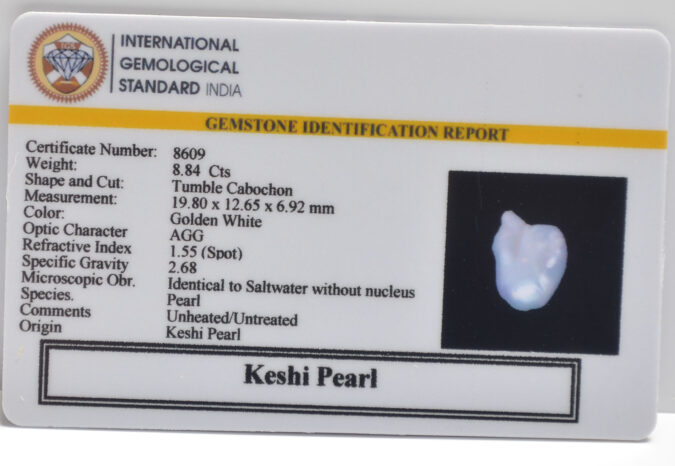 IGS
INTERNATIONAL
GEMOLOGICAL
STANDARD INDIA
GEMSTONE IDENTIFICATION REPORT
Certificate Number: 8609
Weight: 8.84 Cts
Shape and Cut: Tumble Cabochon
Measurement: 19.80 x 12.65 x 6.92 mm
Color: Golden White
Optic Character AGG
Refractive Index 1.55 (Spot)
Specific Gravity 2.68
Microscopic Obr. Identical to Saltwater without nucleus
Species. Pearl
Comments Unheated/Untreated
Origin Keshi Pearl
Keshi Pearl